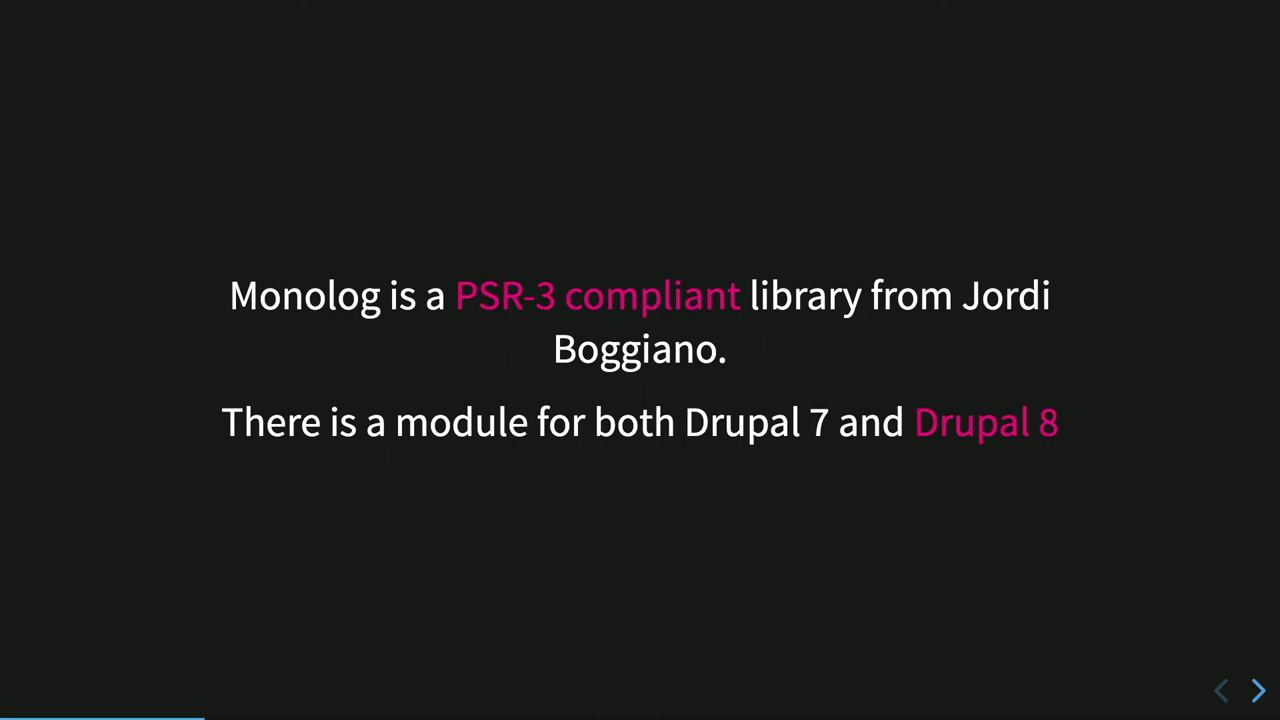 Monolog is a PSR-3 compliant library from Jordi
Boggiano.
There is a module for both Drupal 7 and Drupal 8